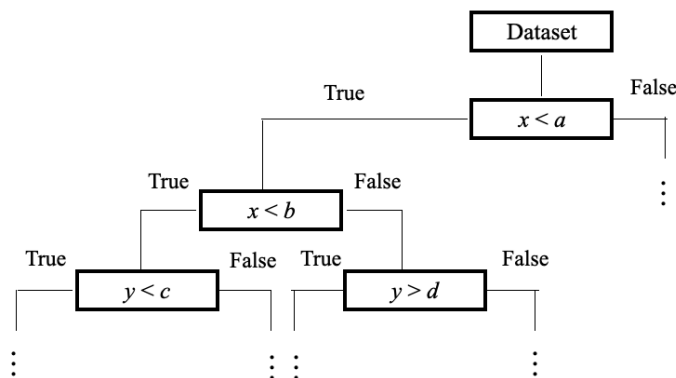 Dataset
True
False
x < a
True
False
x < b
True
False
True
False
y < c
y > d